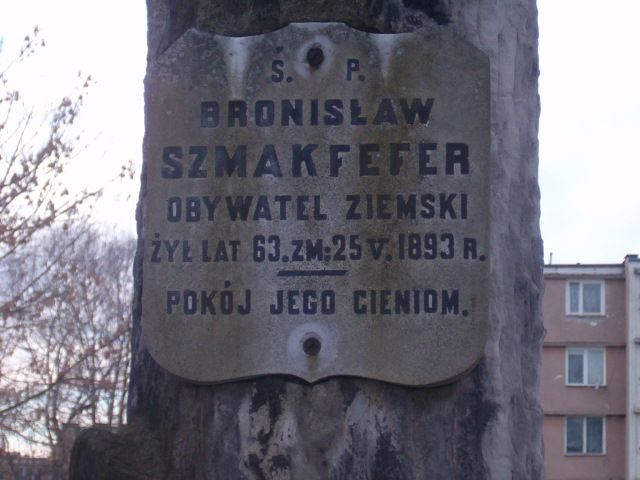 Ś. P.
BRONISŁAW
SZMAKFEFER
OBYWATEL ZIEMSKI
ŻYŁ LAT 63. ZM: 25 V. 1893 R.
POKÓJ JEGO CIENIOM.